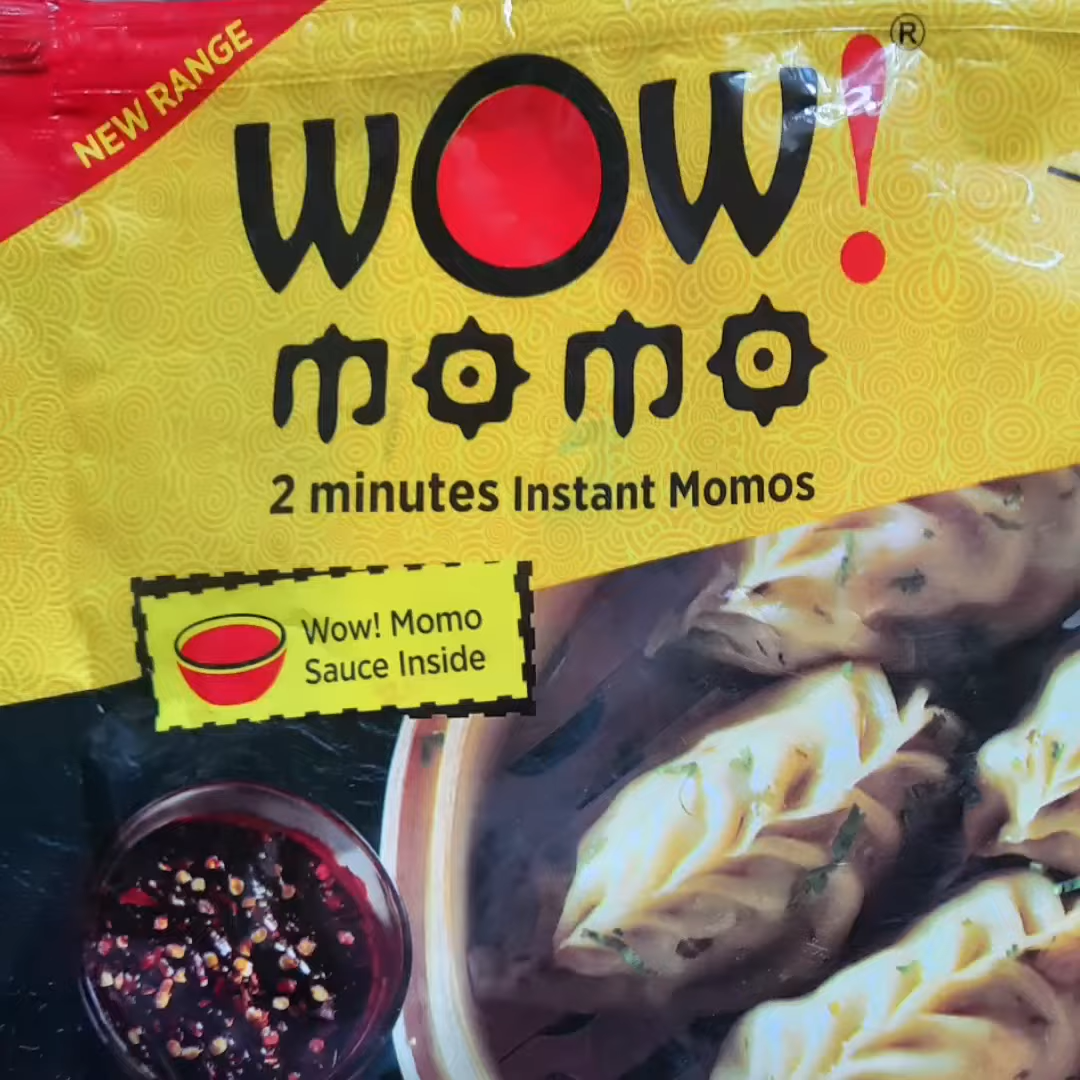 NEW RANGE
WOW!®
momo
2 minutes Instant Momos
Wow! Momo
Sauce Inside